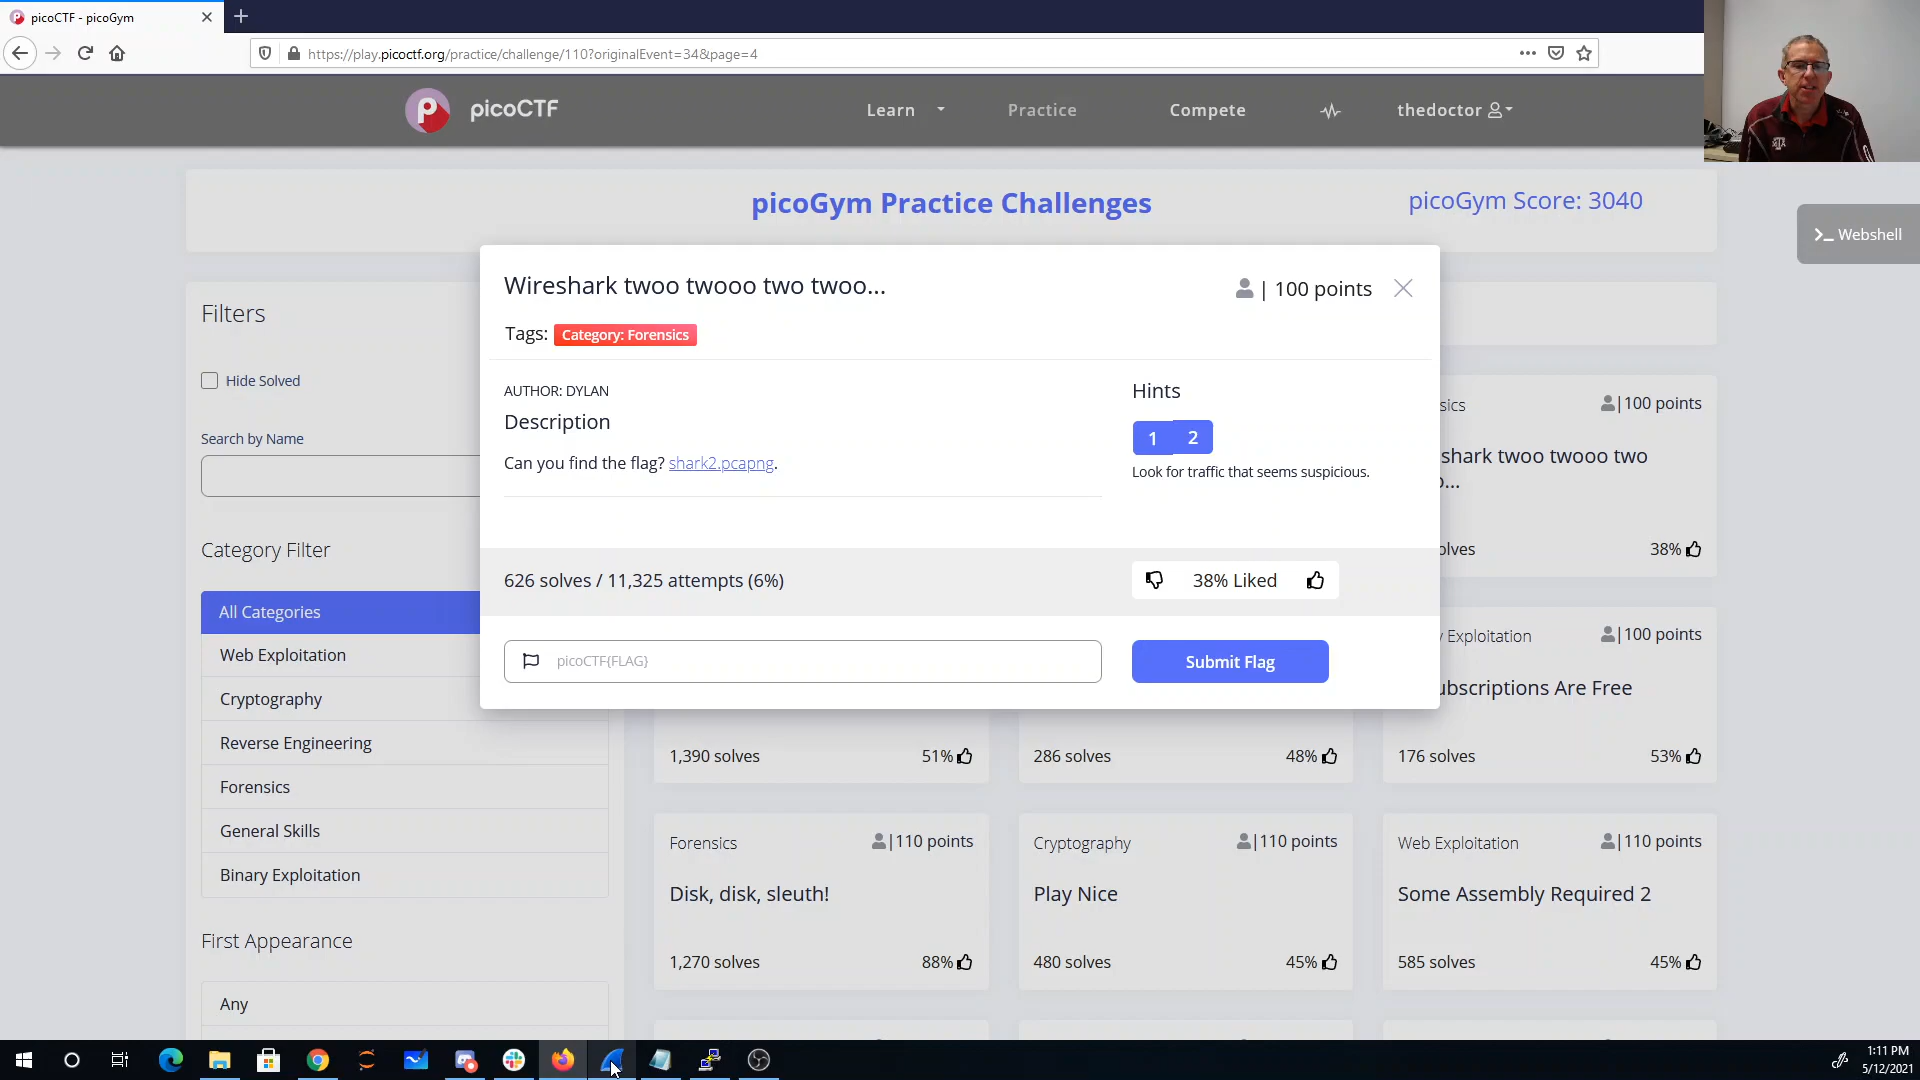 picoCTF - picoGym
https://play.picoctf.org/practice/challenge/110?originalEvent=34&page=4
picoCTF
Learn
Practice
Compete
thedoctor
picoGym Practice Challenges
picoGym Score: 3040
Webshell
Filters
Hide Solved
Search by Name
Category Filter
All Categories
Web Exploitation
Cryptography
Reverse Engineering
Forensics
General Skills
Binary Exploitation
First Appearance
Any
Wireshark twoo twooo two twoo...
| 100 points
Tags: Category: Forensics
AUTHOR: DYLAN
Description
Can you find the flag? shark2.pcapng.
Hints
1 2
Look for traffic that seems suspicious.
626 solves / 11,325 attempts (6%)
38% Liked
picoCTF{FLAG}
Submit Flag
sics
|100 points
shark twoo twooo two
o...
olves
38%
Exploitation
|100 points
ubscriptions Are Free
1,390 solves
51%
286 solves
48%
176 solves
53%
Forensics
|110 points
Disk, disk, sleuth!
1,270 solves
88%
Cryptography
|110 points
Play Nice
480 solves
45%
Web Exploitation
|110 points
Some Assembly Required 2
585 solves
45%
1:11 PM
5/12/2021